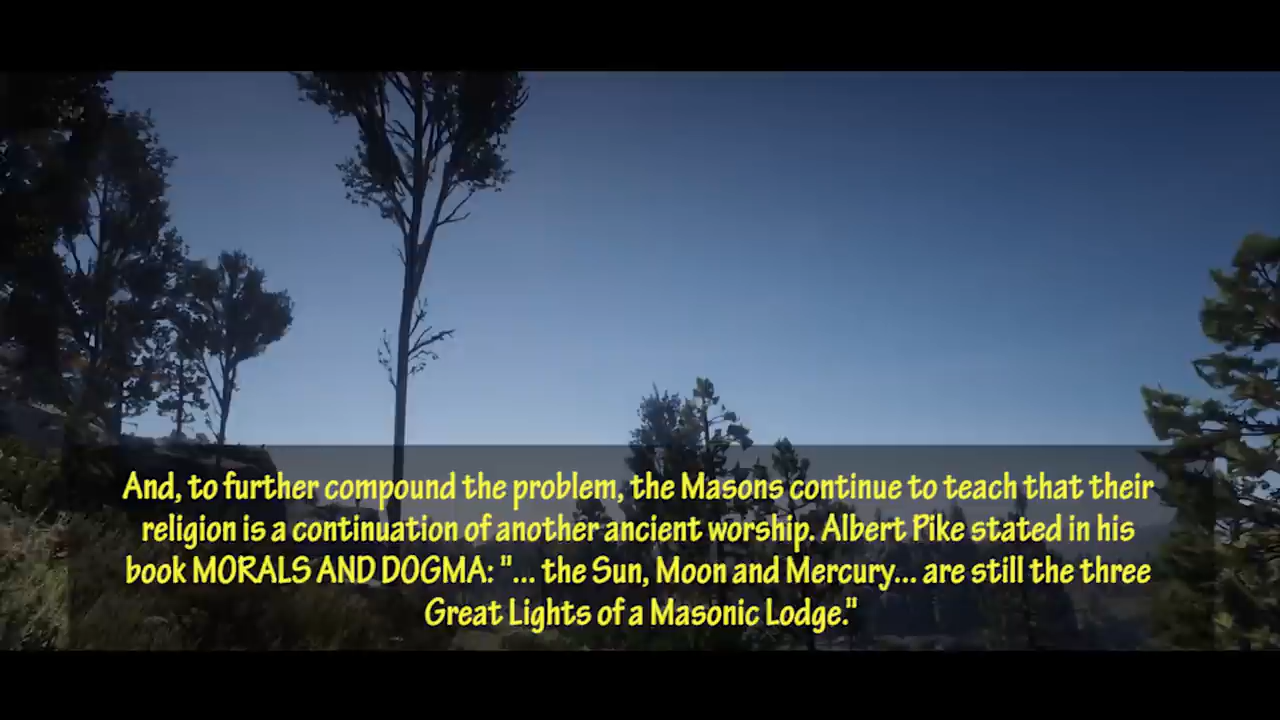 And, to further compound the problem, the Masons continue to teach that their
religion is a continuation of another ancient worship. Albert Pike stated in his
book MORALS AND DOGMA: "... the Sun, Moon and Mercury... are still the three
Great Lights of a Masonic Lodge."